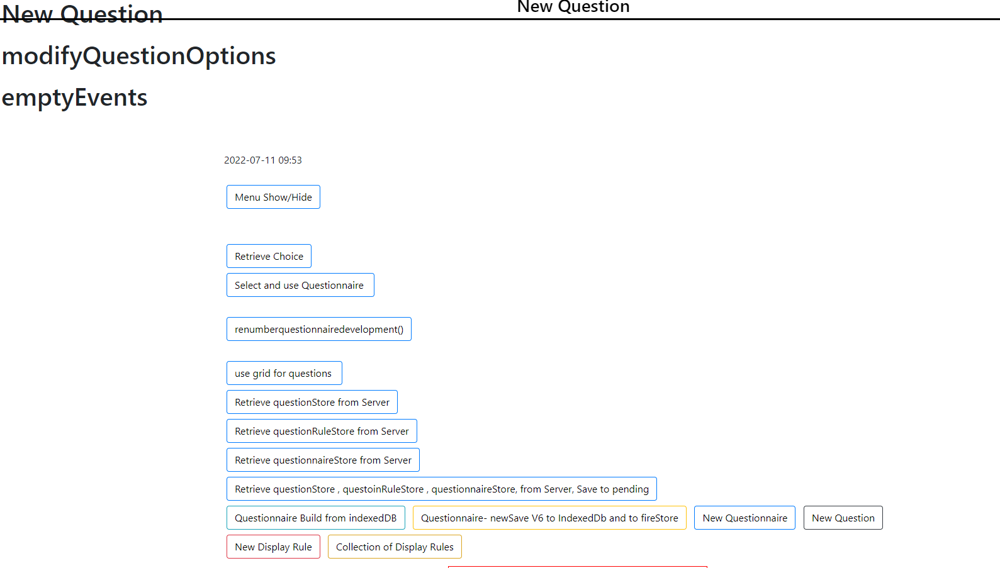 New Question
New Question
modifyQuestionOptions
emptyEvents
2022-07-11 09:53
Menu Show/Hide
Retrieve Choice
Select and use Questionnaire
renumberquestionnairedevelopment()
use grid for questions
Retrieve questionStore from Server
Retrieve questionRuleStore from Server
Retrieve questionnaireStore from Server
Retrieve questionStore , questoinRuleStore , questionnaireStore, from Server, Save to pending
Questionnaire Build from indexedDB Questionnaire- newSave V6 to IndexedDb and to fireStore New Questionnaire New Question
New Display Rule Collection of Display Rules